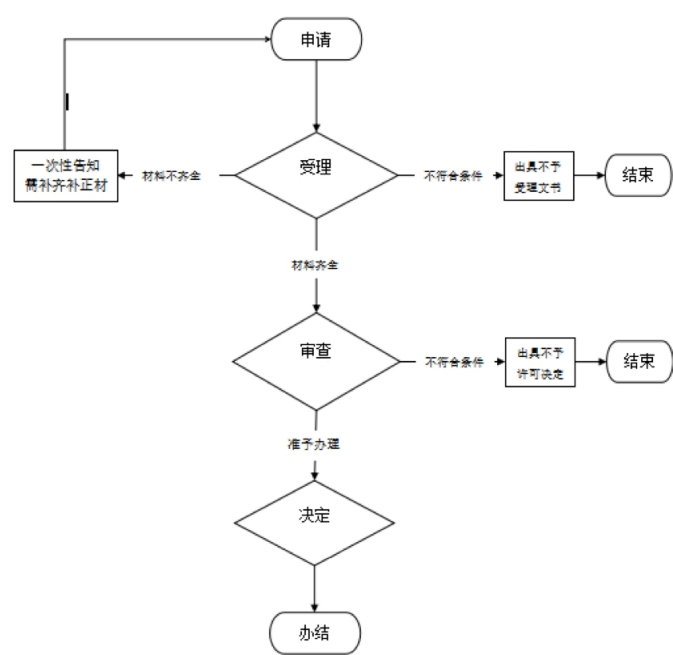 申请
受理
一次性告知
需补齐补正材
材料不齐全
不符合条件
出具不予
受理文书
结束
材料齐全
审查
不符合条件
出具不予
许可决定
结束
准予办理
决定
办结